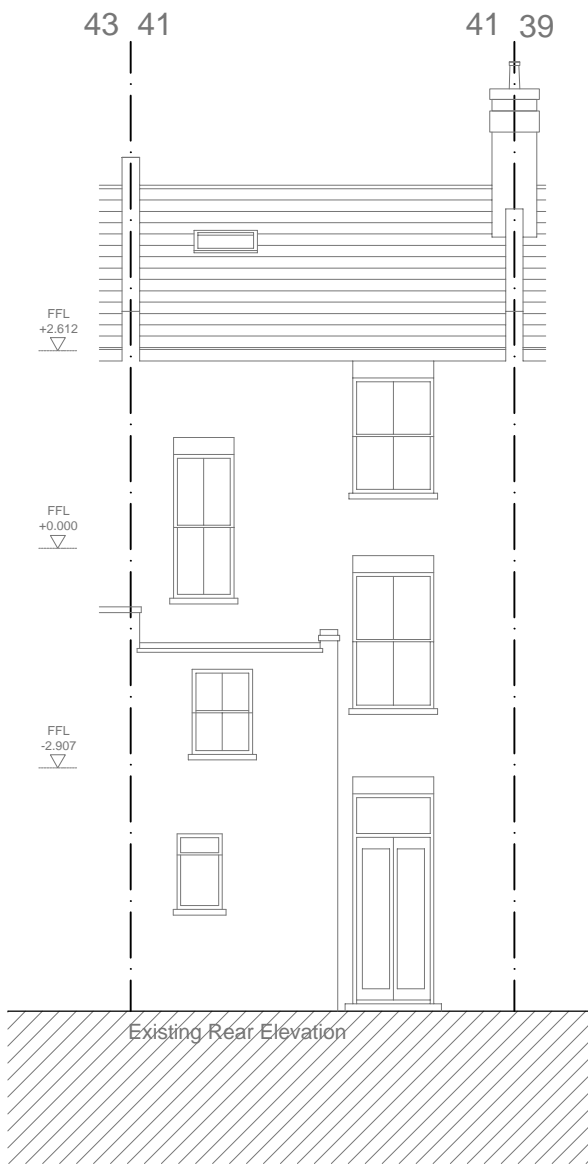 43 41
41 39
FFL
+2.612
FFL
+0.000
FFL
-2.907
Existing Rear Elevation